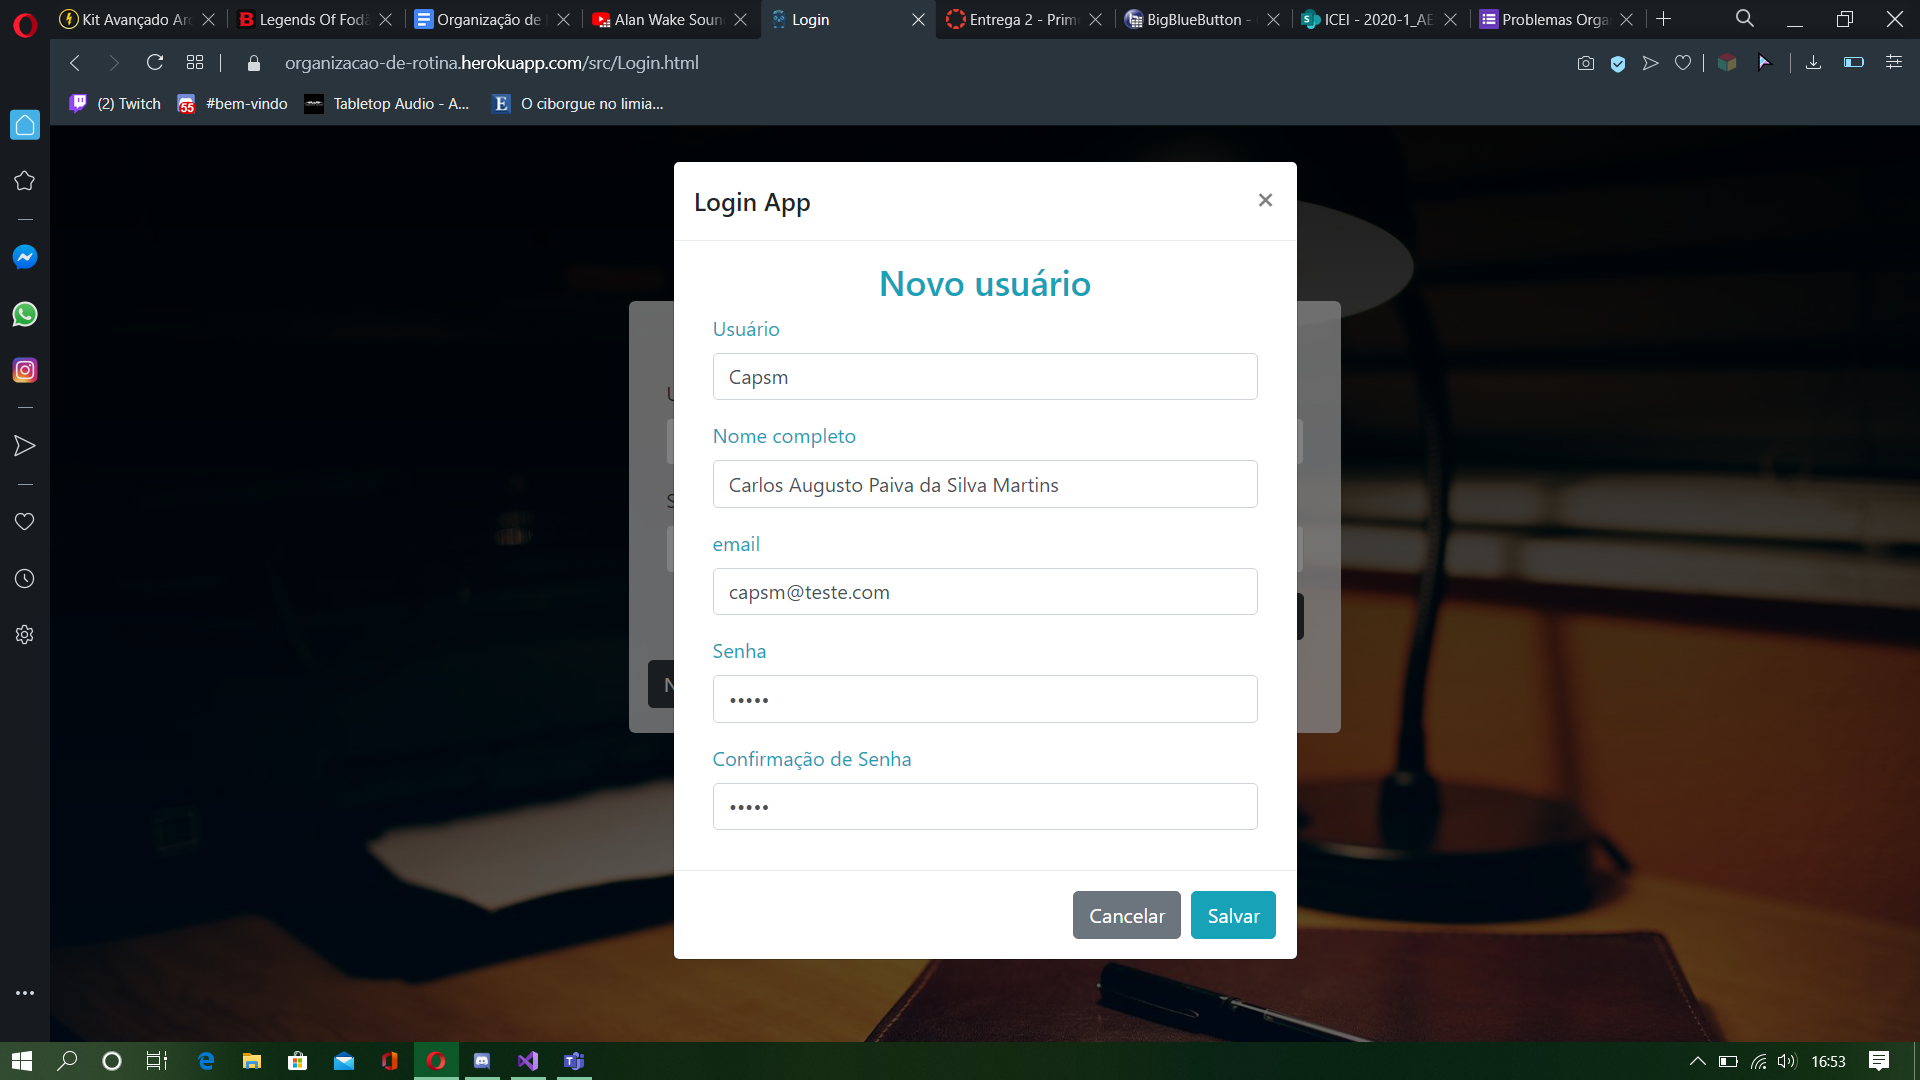 Kit Avançado Ar
Legends Of Fod
Organização de
Alan Wake Soun
Login
Entrega 2 - Prim
BigBlueButton -
ICEI - 2020-1_AE
Problemas Orga
organizacao-de-rotina.herokuapp.com/src/Login.html
(2) Twitch
55
#bem-vindo
Tabletop Audio - A...
E
O ciborgue no limia...
Login App
×
Novo usuário
Usuário
Capsm
Nome completo
Carlos Augusto Paiva da Silva Martins
email
capsm@teste.com
Senha
•••••
Confirmação de Senha
•••••
Cancelar
Salvar
16:53